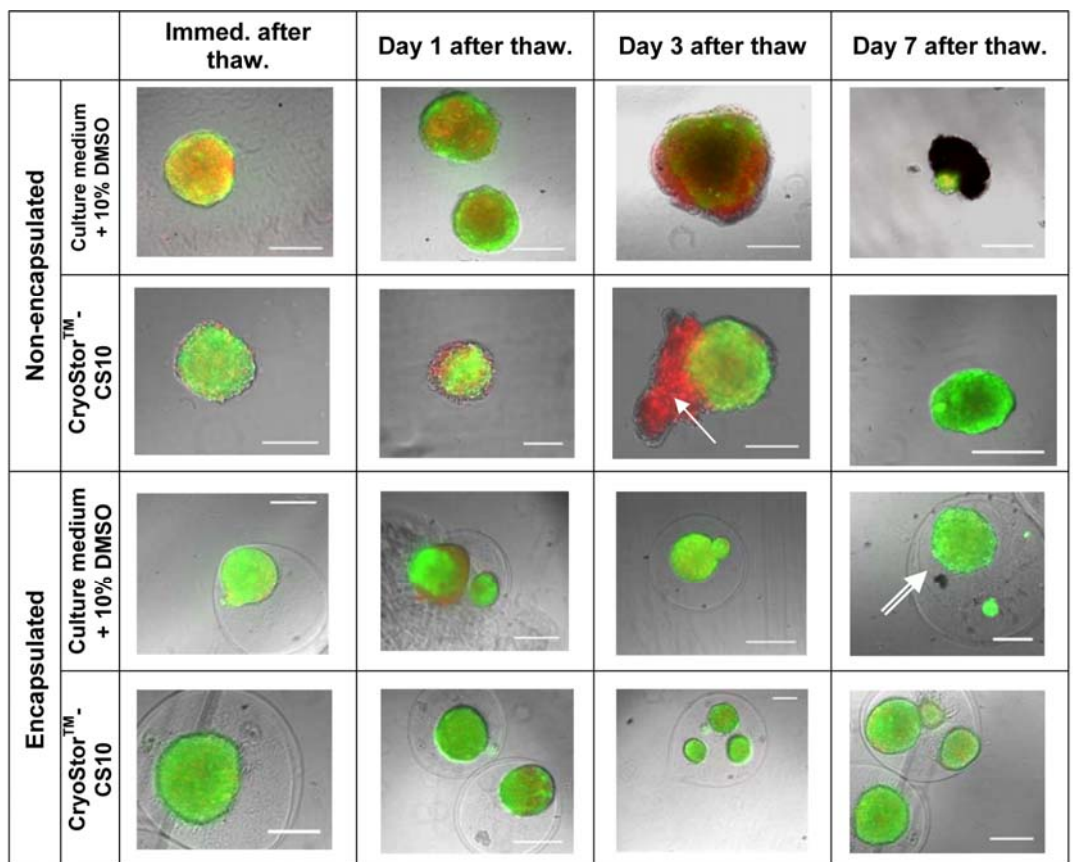 Immed. after
thaw.
Day 1 after thaw.
Day 3 after thaw
Day 7 after thaw.
Non-encapsulated
Culture medium
+ 10% DMSO
CryoStor™-
CS10
Encapsulated
Culture medium
+ 10% DMSO
CryoStor™-
CS10